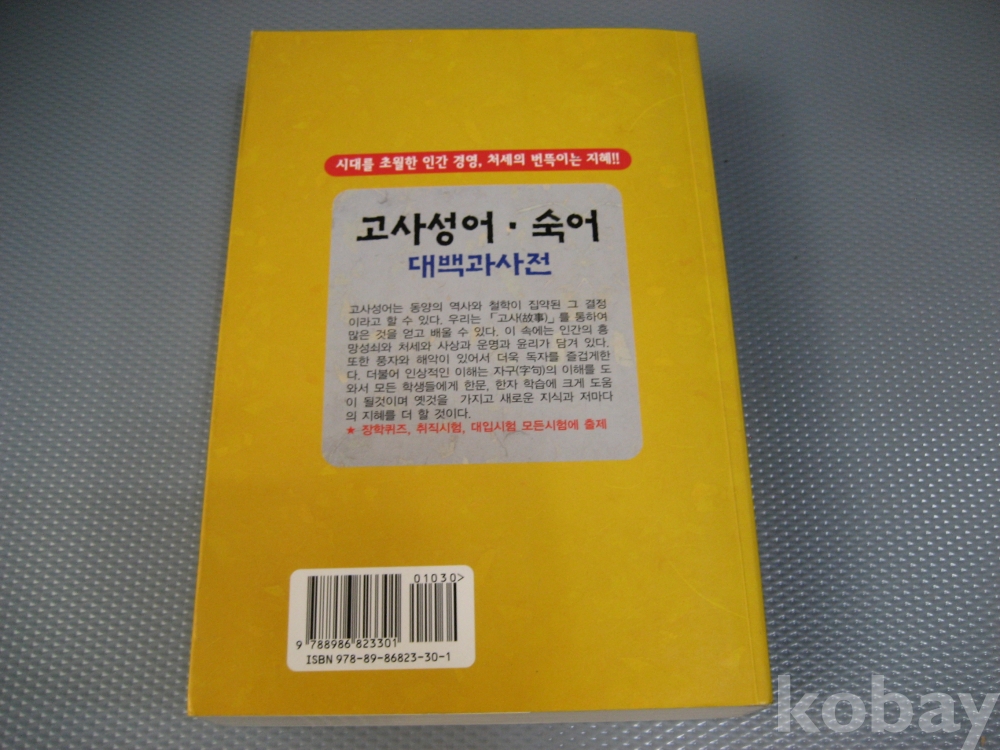 시대를 초월한 인간 경영, 처세의 번뜩이는 지혜!!
고사성어 · 숙어
대백과사전
고사성어는 동양의 역사와 철학이 집약된 그 결정
이라고 할 수 있다. 우리는 「고사(故事)」를 통하여
많은 것을 얻고 배울 수 있다. 이 속에는 인간의 흥
망성쇠와 처세와 사상과 운명과 윤리가 담겨 있다.
또한 풍자와 해악이 있어서 더욱 독자를 즐겁게한
다. 더불어 인상적인 이해는 자구(字句)의 이해를 도
와서 모든 학생들에게 한문, 한자 학습에 크게 도움
이 될것이며 옛것을 가지고 새로운 지식과 저마다
의 지혜를 더 할 것이다.
★ 장학퀴즈, 취직시험, 대입시험 모든시험에 출제
01030>
9 788986 823301
ISBN 978-89-86823-30-1
kobay